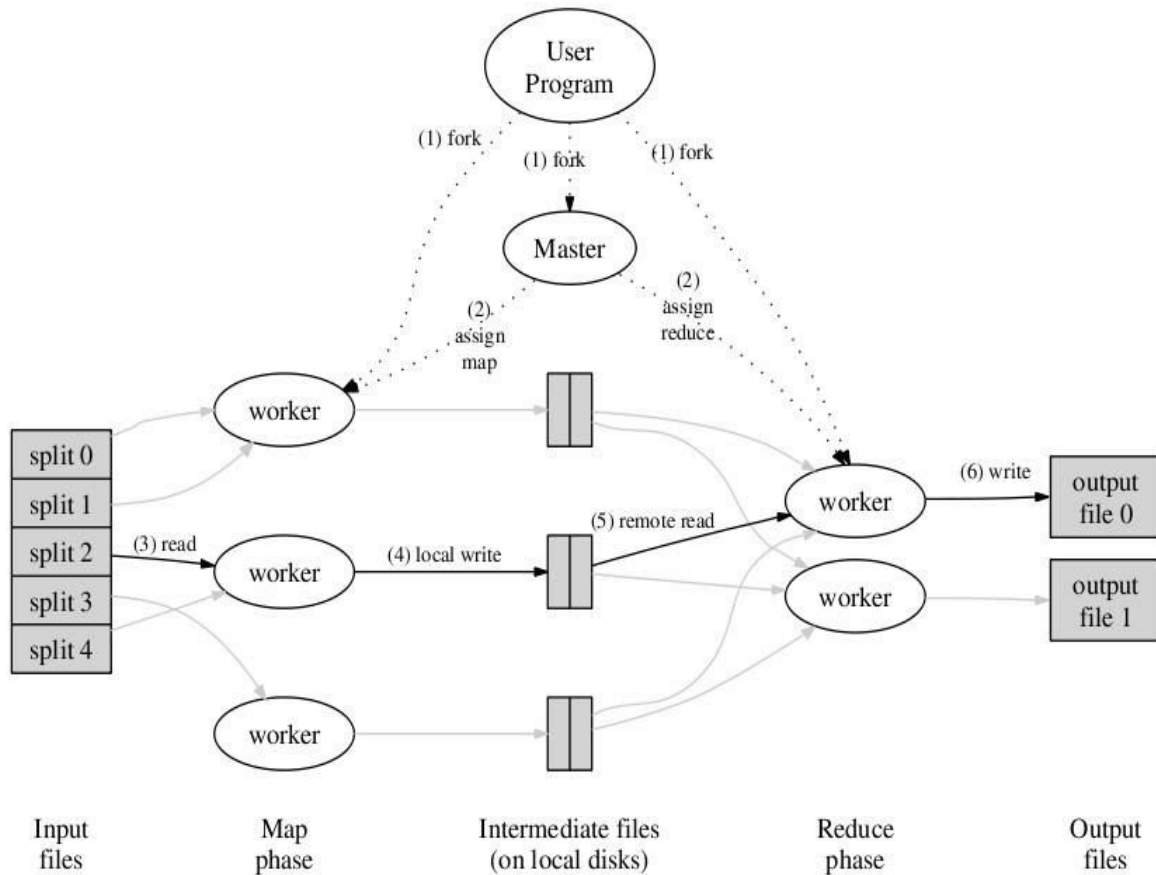 User
Program
(1) fork
(1) fork
(1) fork
Master
(2)
assign
map
(2)
assign
reduce
worker
split 0
split 1
split 2
split 3
split 4
(3) read
worker
(4) local write
worker
(5) remote read
worker
(6) write
output
file 0
worker
output
file 1
Input
files
Map
phase
Intermediate files
(on local disks)
Reduce
phase
Output
files